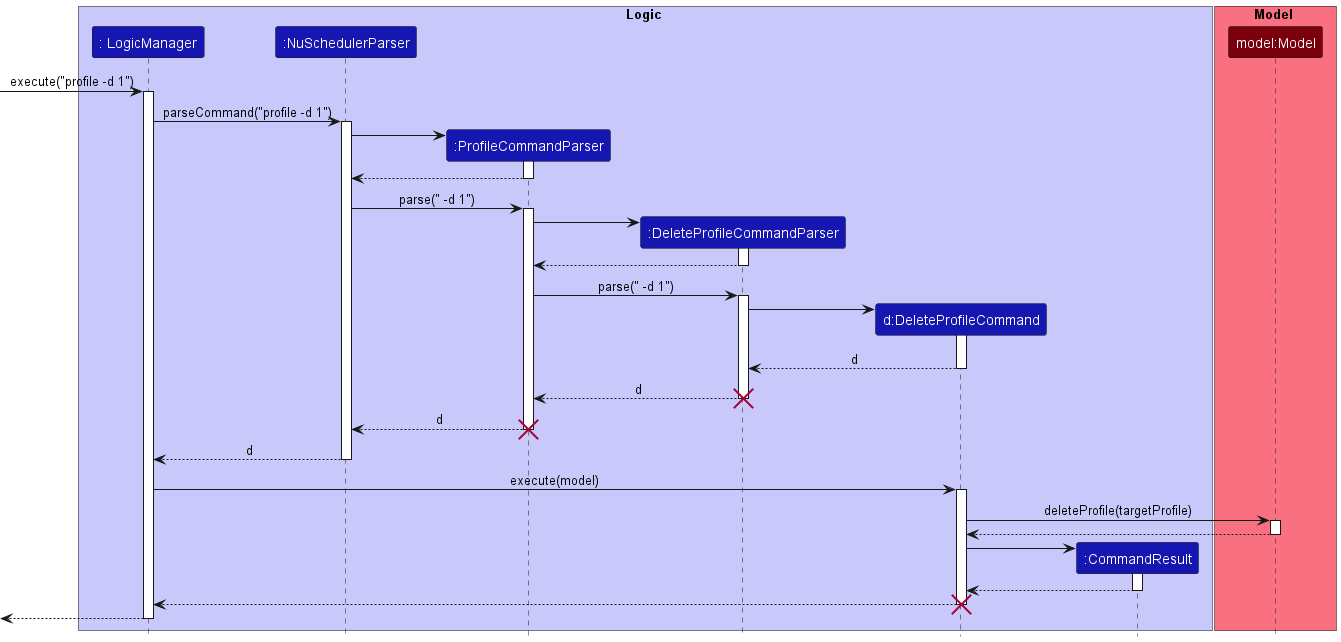 Logic
Model
: LogicManager
:NuSchedulerParser
model:Model
execute("profile -d 1")
parseCommand("profile -d 1")
:ProfileCommandParser
parse(" -d 1")
:DeleteProfileCommandParser
parse(" -d 1")
d:DeleteProfileCommand
d
d
d
d
execute(model)
deleteProfile(targetProfile)
:CommandResult